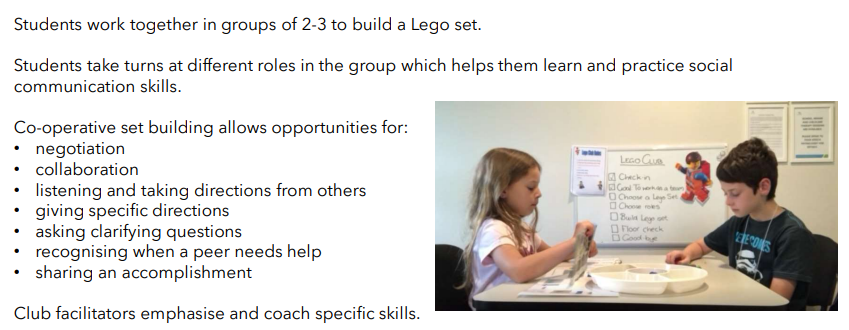 Students work together in groups of 2-3 to build a Lego set.
Students take turns at different roles in the group which helps them learn and practice social
communication skills.
Co-operative set building allows opportunities for:
• negotiation
• collaboration
• listening and taking directions from others
• giving specific directions
• asking clarifying questions
• recognising when a peer needs help
• sharing an accomplishment
Club facilitators emphasise and coach specific skills.
Lego Club Rules
LEGO CLUB
Check in
Goal To work as a team
Choose a Lego Set
Choose roles
Build Lego set
Floor check
Good bye